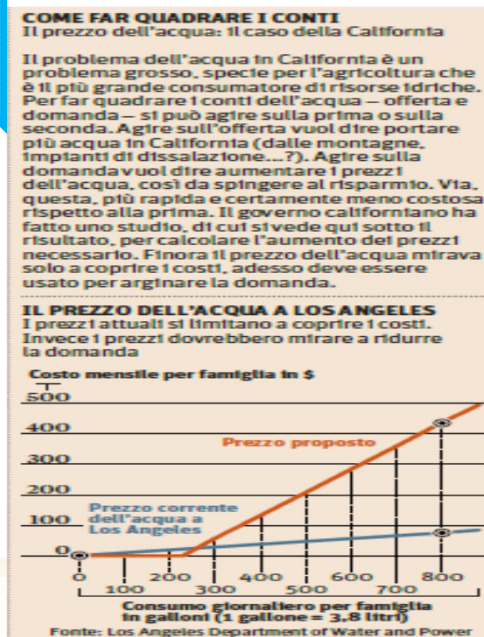 COME FAR QUADRARE I CONTI
Il prezzo dell'acqua: il caso della California
Il problema dell'acqua in California è un
problema grosso, specie per l'agricoltura che
è il più grande consumatore di risorse idriche.
Per far quadrare i conti dell'acqua – offerta e
domanda – si può agire sulla prima o sulla
seconda. Agire sull'offerta vuol dire portare
più acqua in California (dalle montagne,
impianti di dissalazione...?). Agire sulla
domanda vuol dire aumentare i prezzi
dell'acqua, così da spingere al risparmio. Via,
questa, più rapida e certamente meno costosa
rispetto alla prima. Il governo californiano ha
fatto uno studio, di cui si vede qui sotto il
risultato, per calcolare l'aumento dei prezzi
necessario. Finora il prezzo dell'acqua mirava
solo a coprire i costi, adesso deve essere
usato per arginare la domanda.
IL PREZZO DELL'ACQUA A LOS ANGELES
I prezzi attuali si limitano a coprire i costi.
Invece i prezzi dovrebbero mirare a ridurre
la domanda
Costo mensile per famiglia in $
500
400
Prezzo proposto
300
200
Prezzo corrente
dell'acqua a
Los Angeles
100
0
0 200 400 600 800
100 300 500 700
Consumo giornaliero per famiglia
in galloni (1 gallone = 3,8 litri)
Fonte: Los Angeles Department of Water and Power